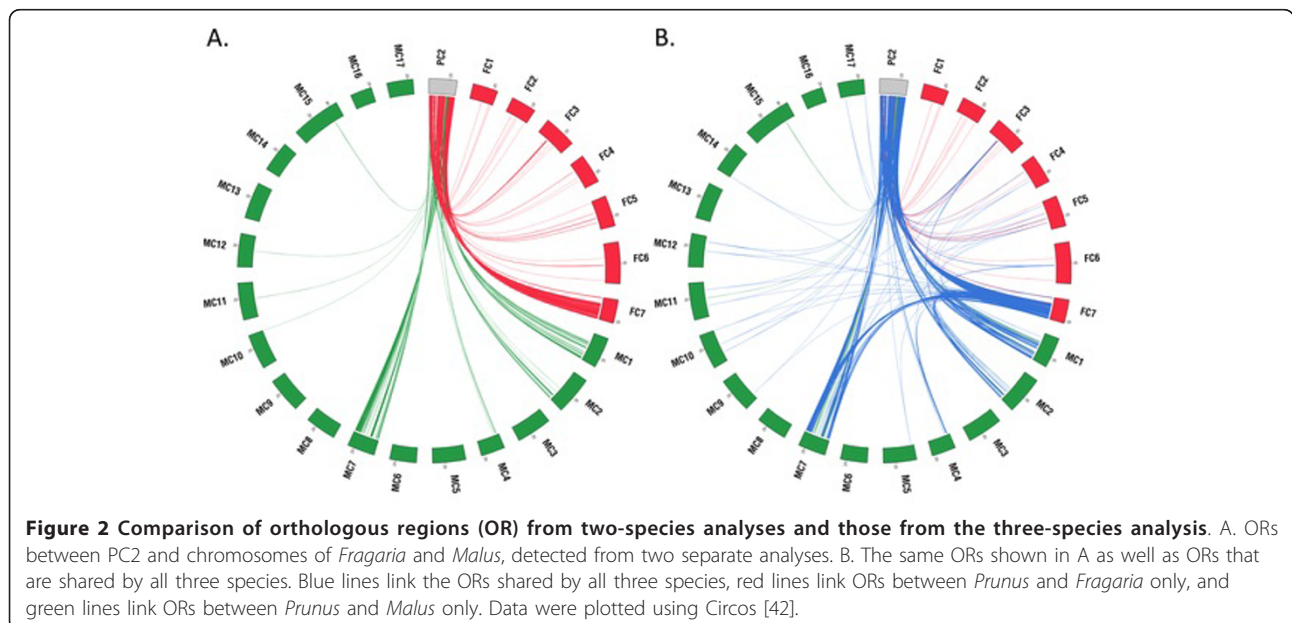 A.
PC2
FC1
FC2
FC3
FC4
FC5
FC6
FC7
MC1
MC2
MC3
MC4
MC5
MC6
MC7
MC8
MC9
MC10
MC11
MC12
MC13
MC14
MC15
MC16
MC17
B.
PC2
FC1
FC2
FC3
FC4
FC5
FC6
FC7
MC1
MC2
MC3
MC4
MC5
MC6
MC7
MC8
MC9
MC10
MC11
MC12
MC13
MC14
MC15
MC16
MC17
Figure 2 Comparison of orthologous regions (OR) from two-species analyses and those from the three-species analysis. A. ORs
between PC2 and chromosomes of Fragaria and Malus, detected from two separate analyses. B. The same ORs shown in A as well as ORs that
are shared by all three species. Blue lines link the ORs shared by all three species, red lines link ORs between Prunus and Fragaria only, and
green lines link ORs between Prunus and Malus only. Data were plotted using Circos [42].